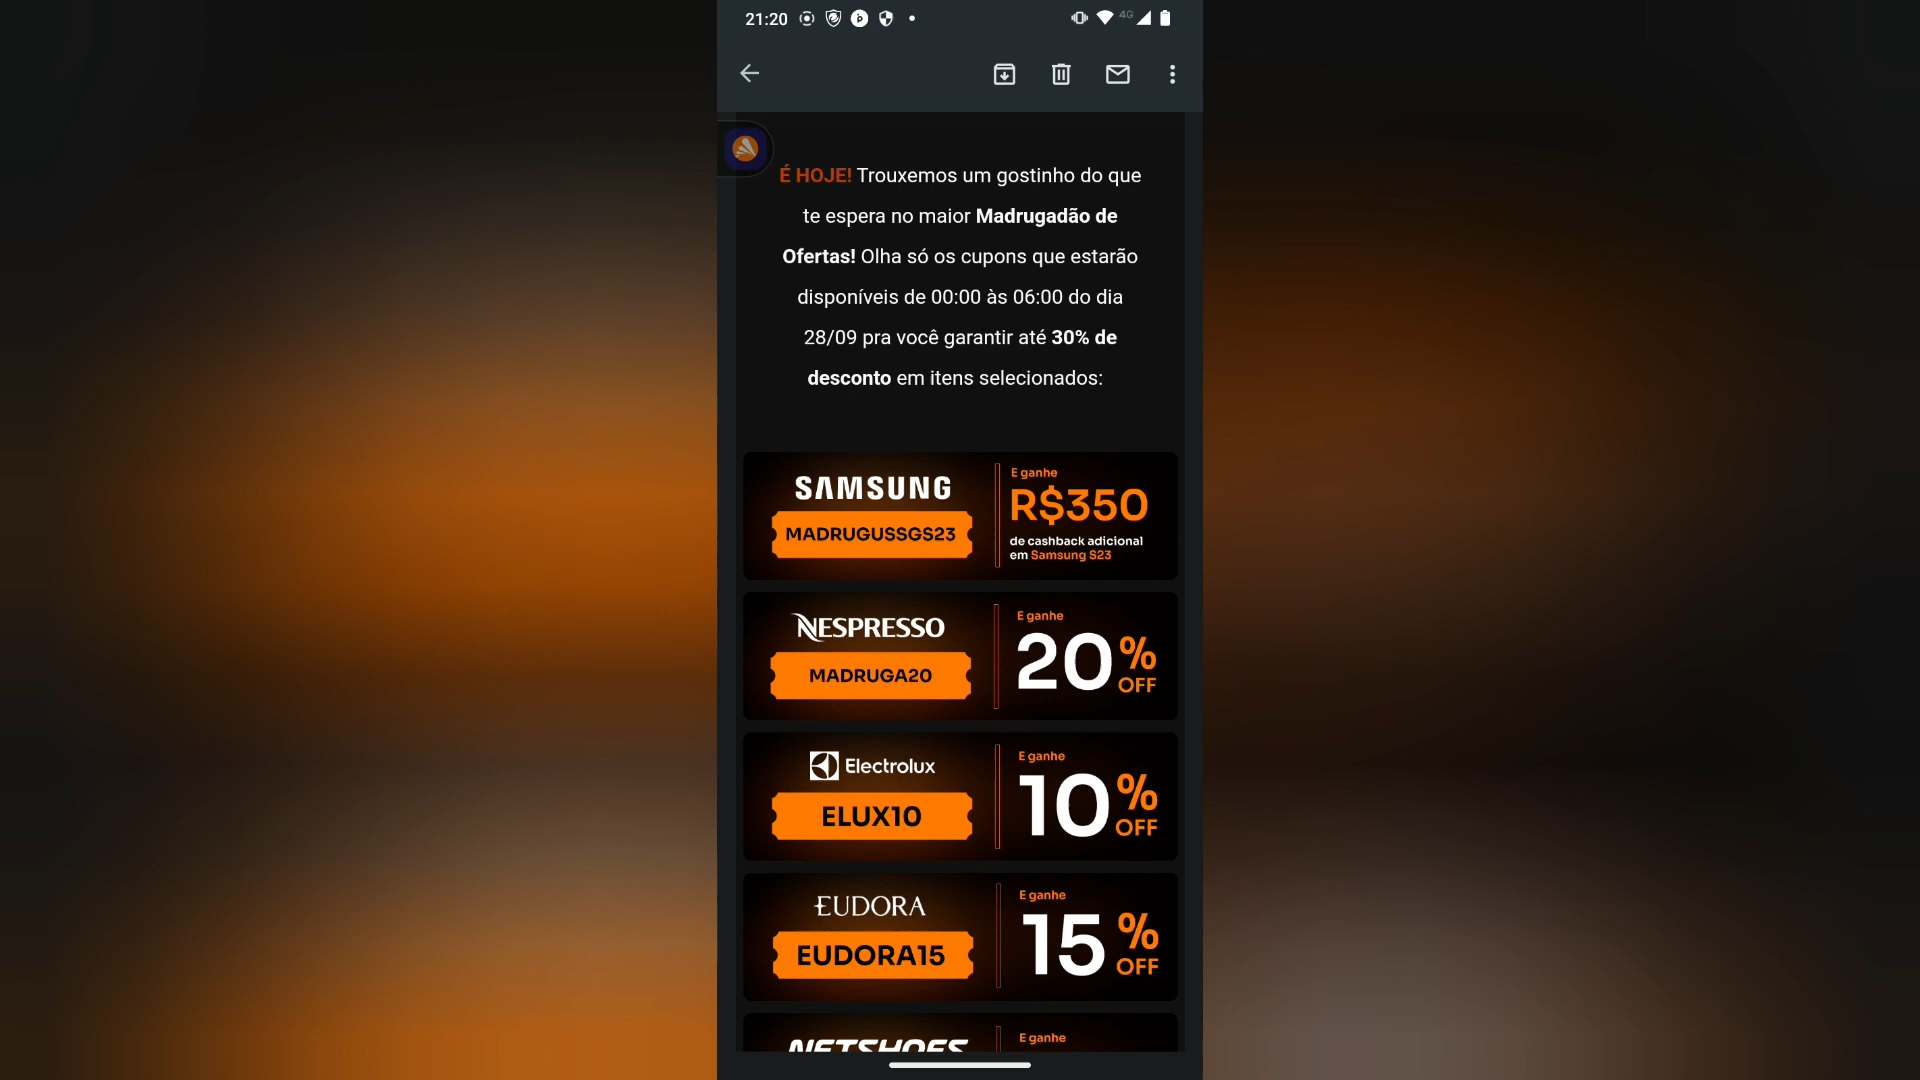 21:20
4G
É HOJE! Trouxemos um gostinho do que
te espera no maior Madrugadão de
Ofertas! Olha só os cupons que estarão
disponíveis de 00:00 às 06:00 do dia
28/09 pra você garantir até 30% de
desconto em itens selecionados:
SAMSUNG
MADRUGUSSGS23
E ganhe
R$350
de cashback adicional
em Samsung S23
NESPRESSO
MADRUGA20
E ganhe
20%
OFF
Electrolux
ELUX10
E ganhe
10%
OFF
EUDORA
EUDORA15
E ganhe
15%
OFF
NETSHOES
E ganhe